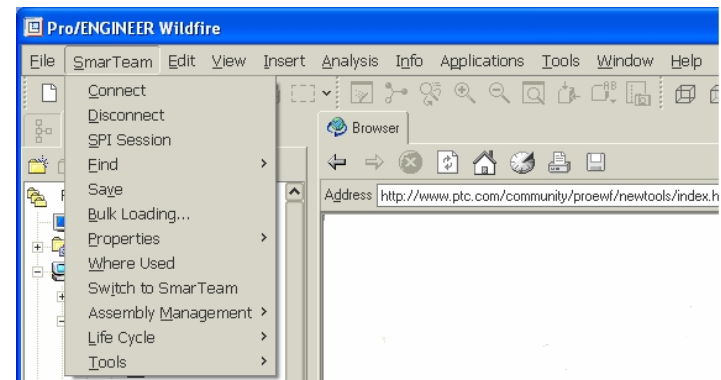 Pro/ENGINEER Wildfire
File SmarTeam Edit View Insert Analysis Info Applications Tools Window Help
Connect
Disconnect
SPI Session
Find
Save
Bulk Loading...
Properties
Where Used
Switch to SmarTeam
Assembly Management
Life Cycle
Tools
Browser
Address http://www.ptc.com/community/proewf/newtools/index.h